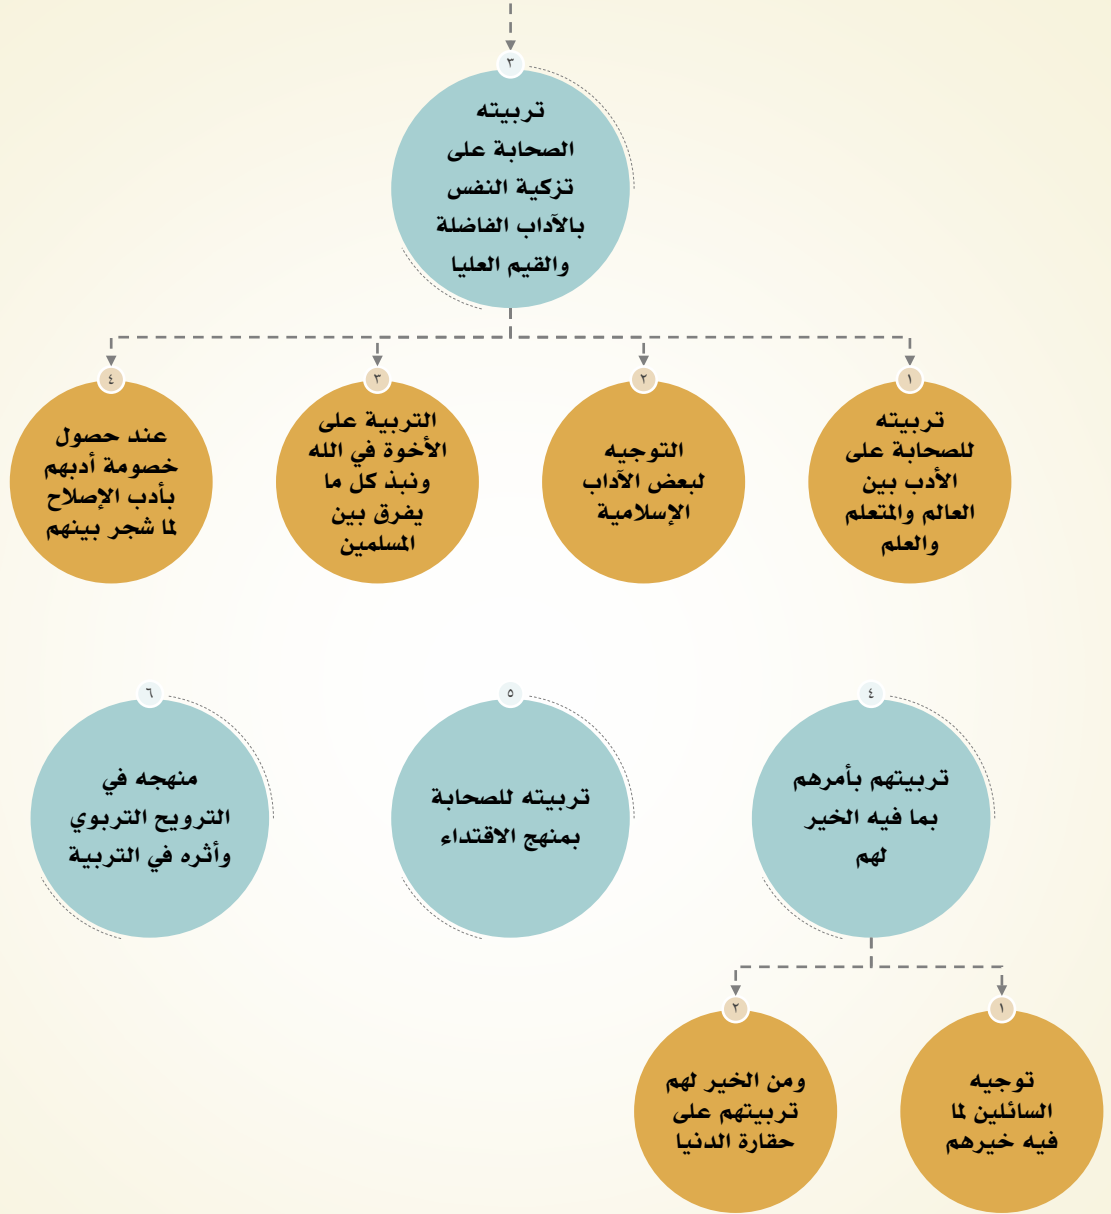 ٣
تربيته
الصحابة على
تزكية النفس
بالآداب الفاضلة
والقيم العليا
١
تربيته
للصحابة على
الأدب بين
العالم والمتعلم
والعلم
٢
التوجيه
لبعض الآداب
الإسلامية
٣
التربية على
الأخوة في الله
ونبذ كل ما
يفرق بين
المسلمين
٤
عند حصول
خصومة أدبهم
بأدب الإصلاح
لما شجر بينهم
٤
تربيتهم بأمرهم
بما فيه الخير
لهم
١
توجيه
السائلين لما
فيه خيرهم
٢
ومن الخير لهم
تربيتهم على
حقارة الدنيا
٥
تربيته للصحابة
بمنهج الاقتداء
٦
منهجه في
الترويح التربوي
وأثره في التربية